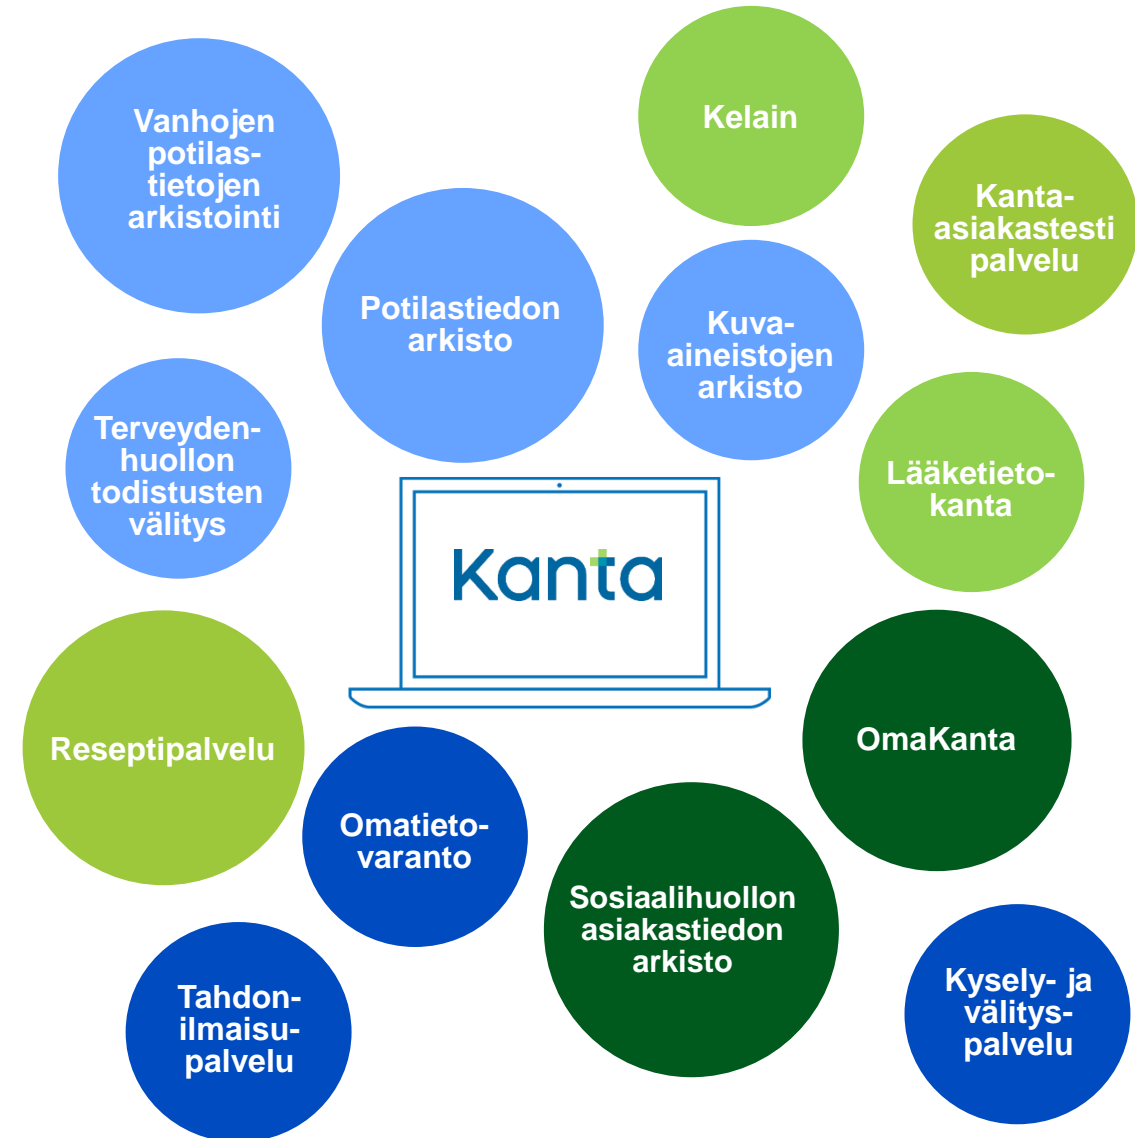 Vanhojen
potilas-
tietojen
arkistointi
Kelain
Kanta-
asiakastesti
palvelu
Potilastiedon
arkisto
Kuva-
aineistojen
arkisto
Terveyden-
huollon
todistusten
välitys
Lääketieto-
kanta
Kanta
Reseptipalvelu
OmaKanta
Omatieto-
varanto
Sosiaalihuollon
asiakastiedon
arkisto
Tahdon-
ilmaisu-
palvelu
Kysely- ja
välitys-
palvelu